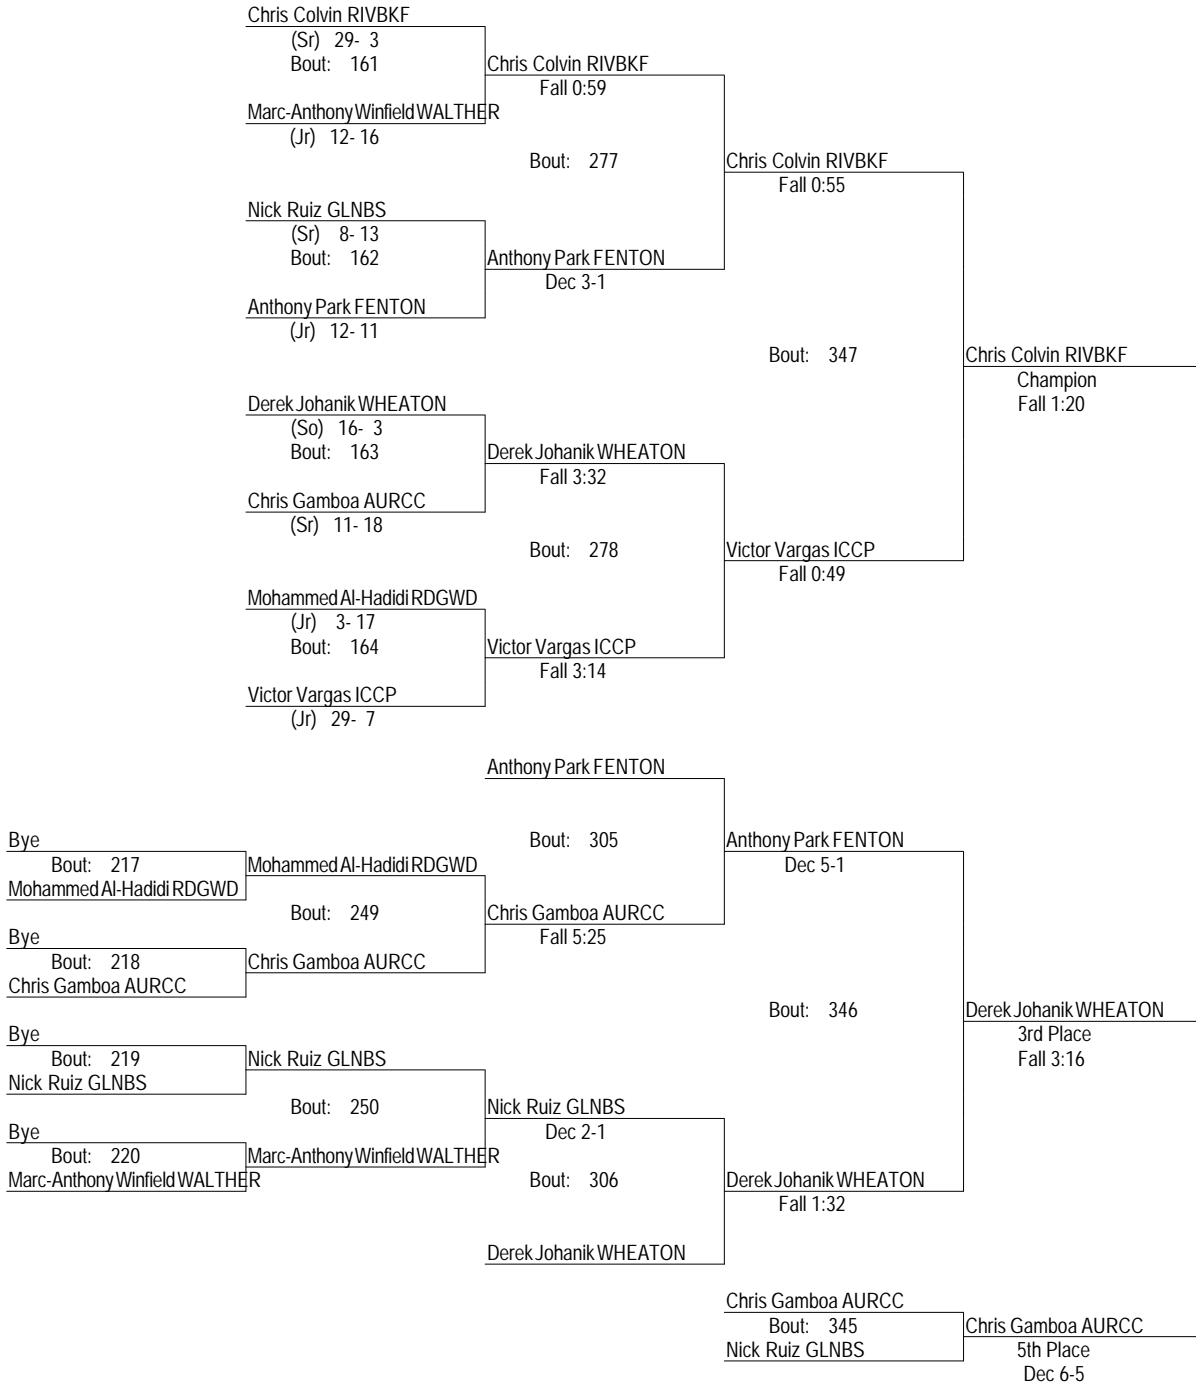 Chris Colvin RIVBKF
(Sr) 29- 3
Bout: 161
Chris Colvin RIVBKF
Fall 0:59
Marc-Anthony Winfield WALTHER
(Jr) 12- 16
Bout: 277
Chris Colvin RIVBKF
Fall 0:55
Nick Ruiz GLNBS
(Sr) 8- 13
Bout: 162
Anthony Park FENTON
Dec 3-1
Anthony Park FENTON
(Jr) 12- 11
Bout: 347
Chris Colvin RIVBKF
Champion
Fall 1:20
Derek Johanik WHEATON
(So) 16- 3
Bout: 163
Derek Johanik WHEATON
Fall 3:32
Chris Gamboa AURCC
(Sr) 11- 18
Bout: 278
Victor Vargas ICCP
Fall 0:49
Mohammed Al-Hadidi RDGWD
(Jr) 3- 17
Bout: 164
Victor Vargas ICCP
Fall 3:14
Victor Vargas ICCP
(Jr) 29- 7
Anthony Park FENTON
Bout: 305
Anthony Park FENTON
Dec 5-1
Bye
Bout: 217
Mohammed Al-Hadidi RDGWD
Mohammed Al-Hadidi RDGWD
Bout: 249
Chris Gamboa AURCC
Fall 5:25
Bye
Bout: 218
Chris Gamboa AURCC
Chris Gamboa AURCC
Bout: 346
Derek Johanik WHEATON
3rd Place
Fall 3:16
Bye
Bout: 219
Nick Ruiz GLNBS
Nick Ruiz GLNBS
Bout: 250
Nick Ruiz GLNBS
Dec 2-1
Bye
Bout: 220
Marc-Anthony Winfield WALTHER
Marc-Anthony Winfield WALTHER
Bout: 306
Derek Johanik WHEATON
Fall 1:32
Derek Johanik WHEATON
Chris Gamboa AURCC
Bout: 345
Chris Gamboa AURCC
Nick Ruiz GLNBS
5th Place
Dec 6-5